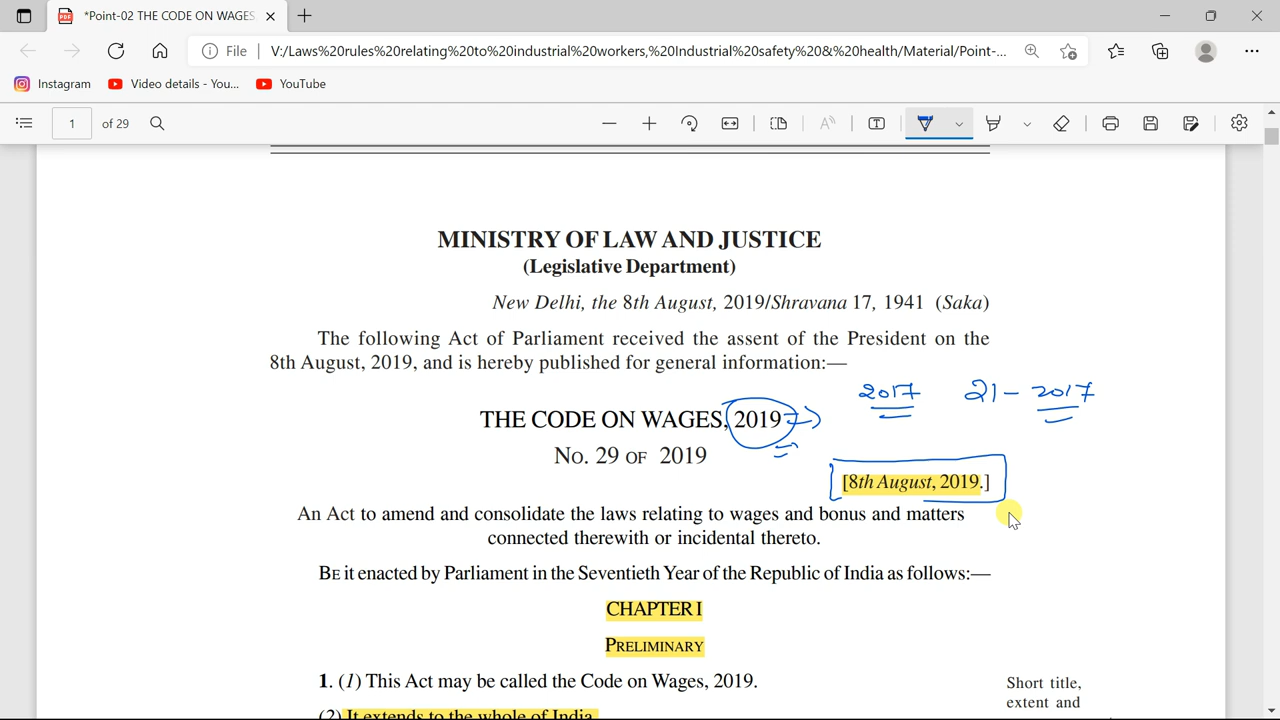 *Point-02 THE CODE ON WAGES,
File V:/Laws%20rules%20relating%20to%20industrial%20workers,%20Industrial%20safety%20&%20health/Material/Point-...
Instagram Video details - You... YouTube
1 of 29
MINISTRY OF LAW AND JUSTICE
(Legislative Department)
New Delhi, the 8th August, 2019/Shravana 17, 1941 (Saka)
The following Act of Parliament received the assent of the President on the
8th August, 2019, and is hereby published for general information:—
2017 21 - 2017
THE CODE ON WAGES, 2019
NO. 29 OF 2019
[8th August, 2019.]
An Act to amend and consolidate the laws relating to wages and bonus and matters
connected therewith or incidental thereto.
BE it enacted by Parliament in the Seventieth Year of the Republic of India as follows:—
CHAPTER I
PRELIMINARY
1. (1) This Act may be called the Code on Wages, 2019.
Short title,
extent and
(2) It extends to the whole of India.